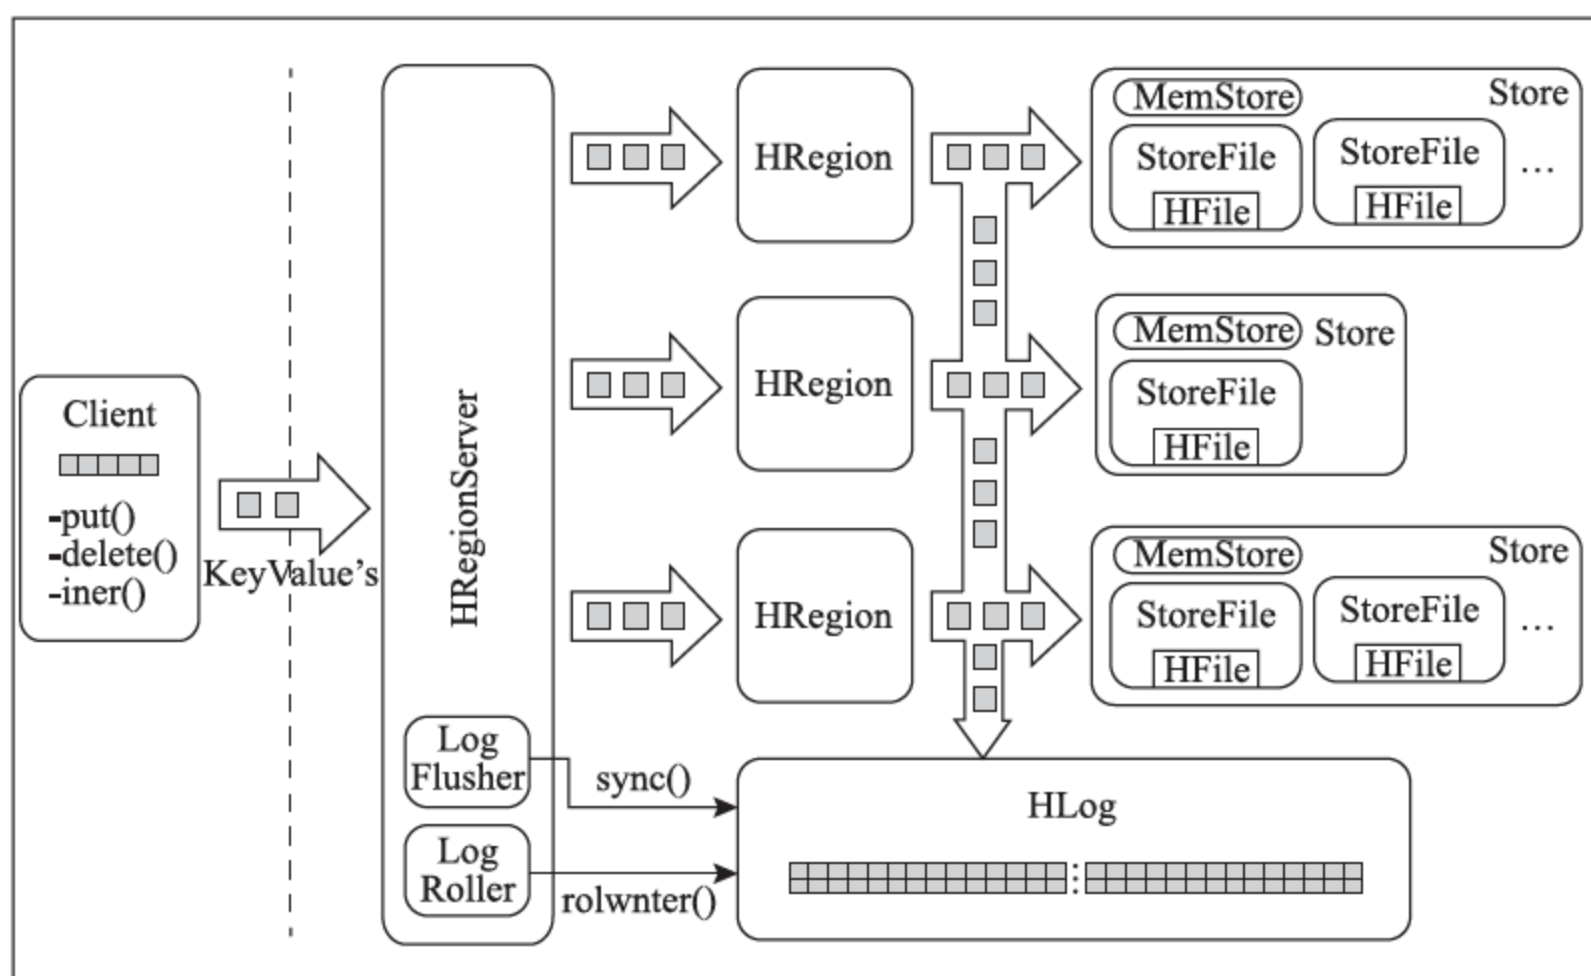 Client
-put()
-delete()
-iner()
KeyValue's
HRegionServer
Log
Flusher
Log
Roller
sync()
rolwnter()
HRegion
HRegion
HRegion
MemStore
Store
StoreFile
HFile
StoreFile
HFile
...
MemStore
Store
StoreFile
HFile
MemStore
Store
StoreFile
HFile
StoreFile
HFile
...
HLog